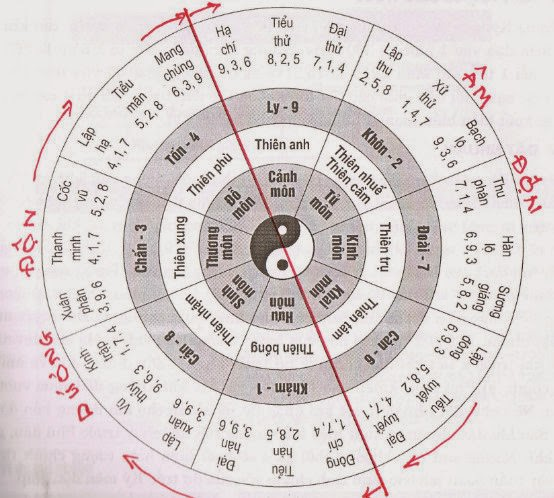 Hạ chí
9, 3, 6
Tiểu thử
8, 2, 5
Đại thử
7, 1, 4
Lập thu
2, 5, 8
Xử thử
1, 4, 7
Bạch lộ
9, 3, 6
Thu phân
7, 1, 4
Hàn lộ
6, 9, 3
Sương giáng
5, 8, 2
Lập đông
6, 9, 3
Tiểu tuyết
5, 8, 2
Đại tuyết
4, 7, 1
Đông chí
1, 7, 4
Tiểu hàn
2, 8, 5
Đại hàn
3, 9, 6
Lập xuân
3, 9, 6
Vũ thủy
9, 6, 3
Kinh trập
1, 7, 4
Xuân phân
3, 9, 6
Thanh minh
4, 1, 7
Cốc vũ
5, 2, 8
Lập hạ
4, 1, 7
Tiểu mãn
5, 2, 8
Mang chủng
6, 3, 9
Ly - 9
Khôn - 2
Đoài - 7
Càn - 6
Khảm - 1
Cấn - 8
Chấn - 3
Tốn - 4
Thiên anh
Thiên nhuế
Thiên cầm
Thiên trụ
Thiên tâm
Thiên bồng
Thiên nhậm
Thiên xung
Thiên phù
Cảnh môn
Tử môn
Kinh môn
Khai môn
Hưu môn
Sinh môn
Thương môn
Đỗ môn
ÂM ĐỘN
DƯƠNG ĐỘN